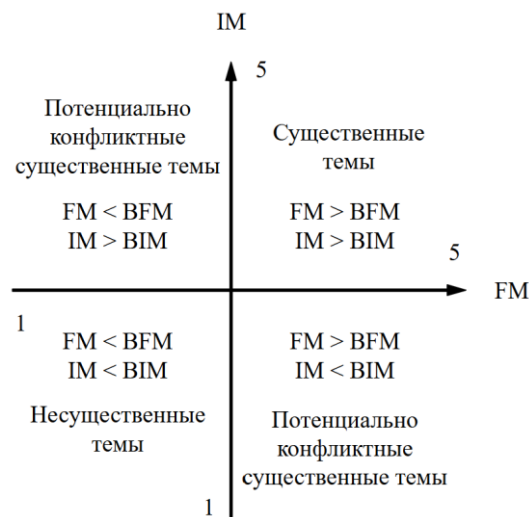 IM
5
Потенциально
конфликтные
существенные темы
FM < BFM
IM > BIM
Существенные
темы
FM > BFM
IM > BIM
5
FM
1
FM < BFM
IM < BIM
Несущественные
темы
FM > BFM
IM < BIM
Потенциально
конфликтные
существенные темы
1